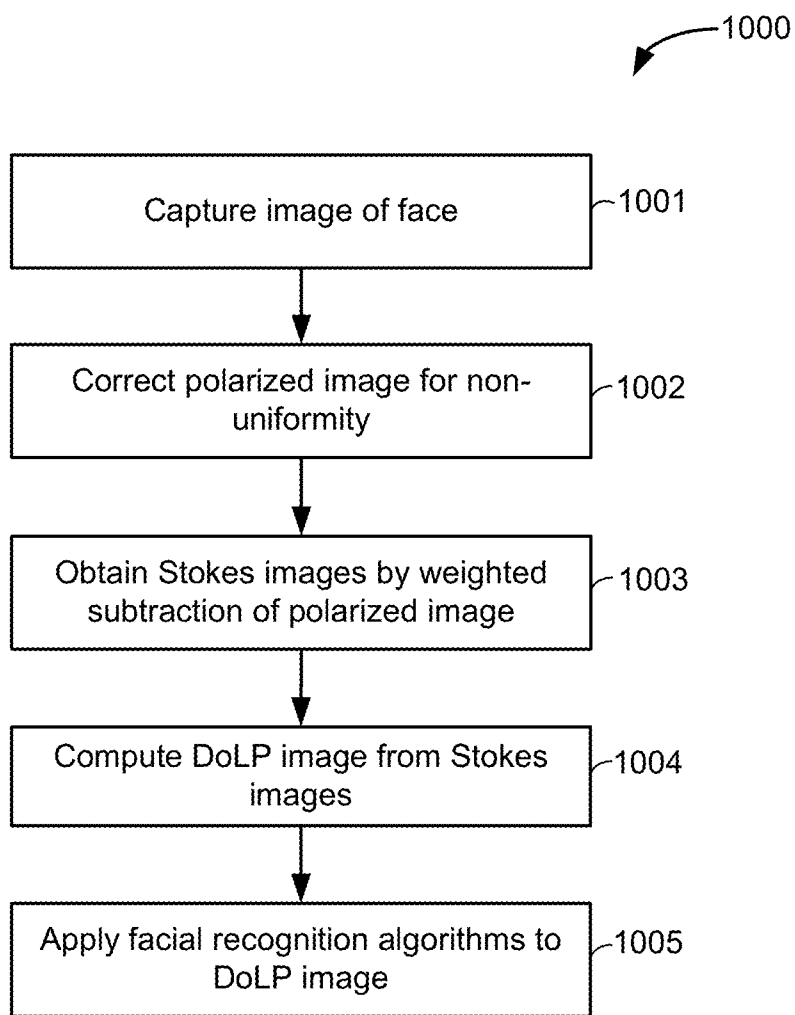 1000
Capture image of face
1001
Correct polarized image for non-
uniformity
1002
Obtain Stokes images by weighted
subtraction of polarized image
1003
Compute DoLP image from Stokes
images
1004
Apply facial recognition algorithms to
DoLP image
1005